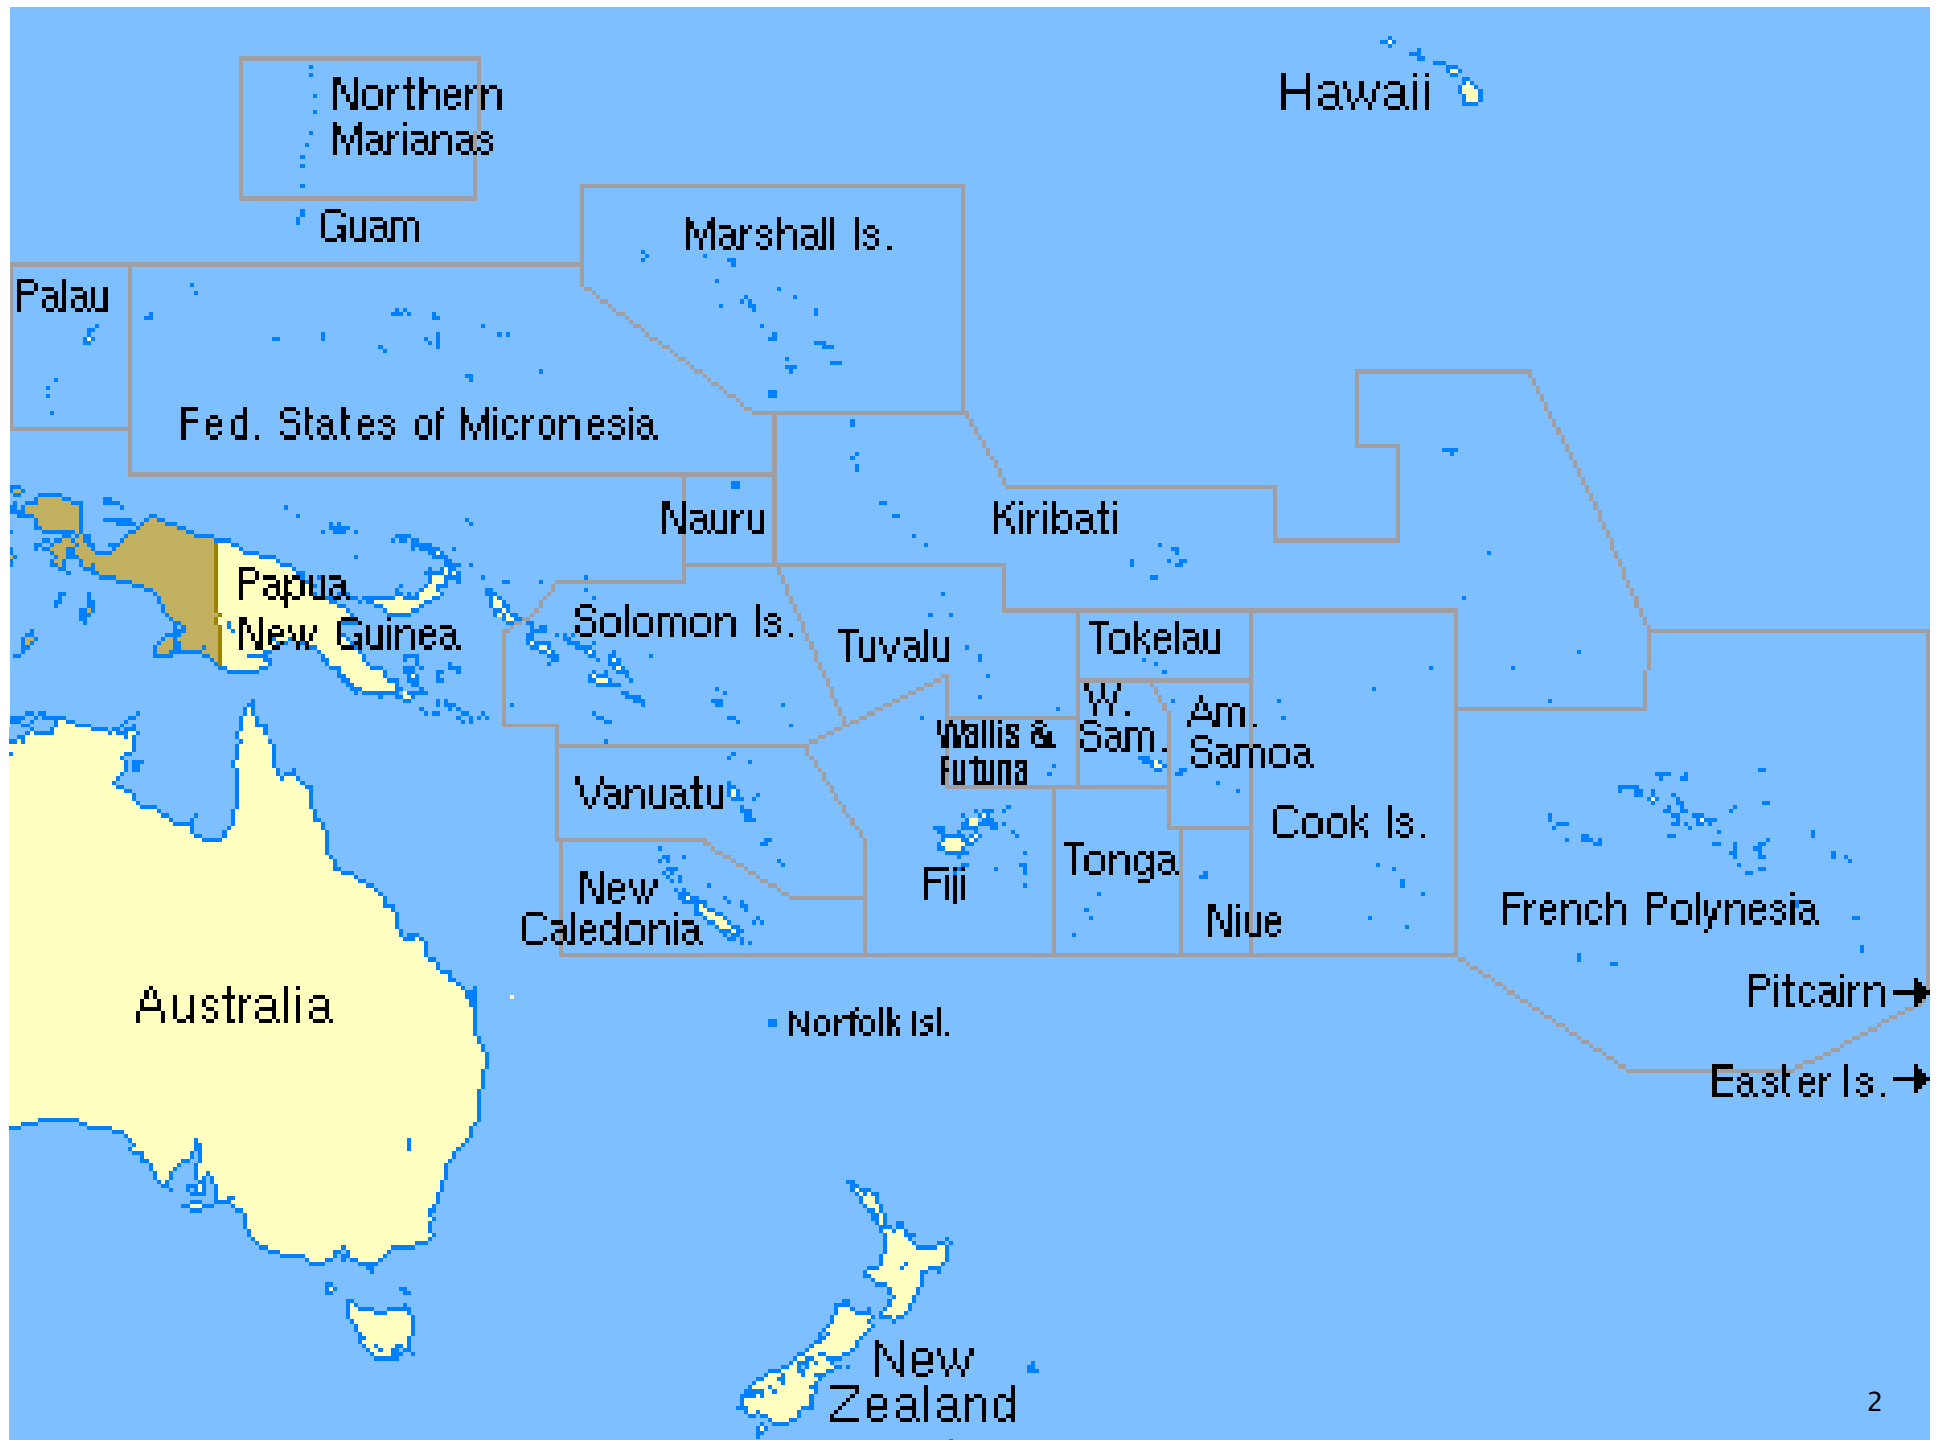 Northern
Marianas
Hawaii
Guam
Marshall Is.
Palau
Fed. States of Micronesia
Nauru
Kiribati
Papua
New Guinea
Solomon Is.
Tuvalu
Tokelau
W.
Sam.
Am.
Samoa
Wallis &
Futuna
Vanuatu
Cook Is.
Tonga
Fiji
New
Caledonia
Niue
French Polynesia
Pitcairn
Australia
Norfolk Isl.
Easter Is.
New
Zealand
2